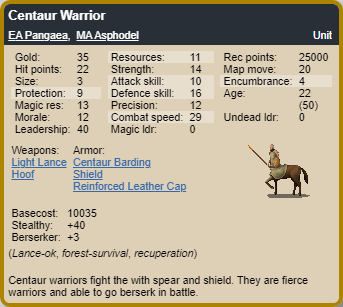 Centaur Warrior
EA Pangaea, MA Asphodel Unit
Gold: 35 Resources: 11 Rec points: 25000
Hit points: 22 Strength: 14 Map move: 20
Size: 3 Attack skill: 10 Encumbrance: 4
Protection: 9 Defence skill: 16 Age: 22
Magic res: 13 Precision: 12 (50)
Morale: 12 Combat speed: 29 Undead ldr: 0
Leadership: 40 Magic ldr: 0
Weapons: Armor:
Light Lance Centaur Barding
Hoof Shield
Reinforced Leather Cap
Basecost: 10035
Stealthy: +40
Berserker: +3
(Lance-ok, forest-survival, recuperation)
Centaur warriors fight the with spear and shield. They are fierce
warriors and able to go berserk in battle.